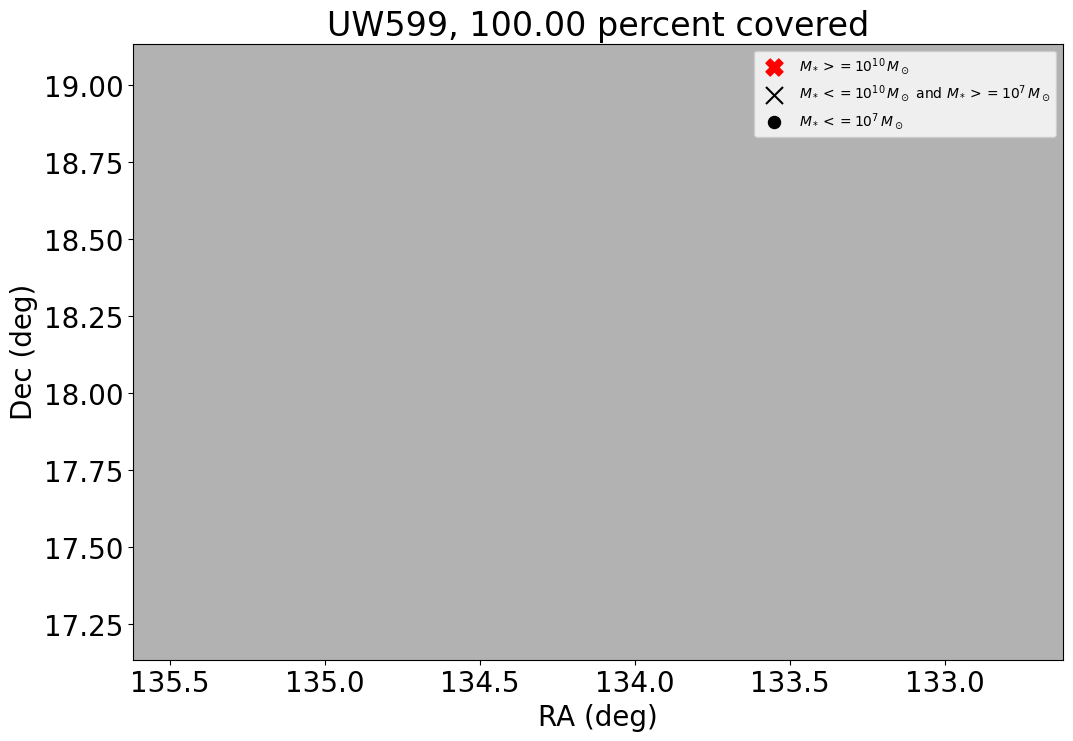 UW599, 100.00 percent covered
M* >= 10^10 M⊙
M* <= 10^10 M⊙ and M* >= 10^7 M⊙
M* <= 10^7 M⊙
19.00
18.75
18.50
18.25
18.00
17.75
17.50
17.25
Dec (deg)
135.5 135.0 134.5 134.0 133.5 133.0
RA (deg)